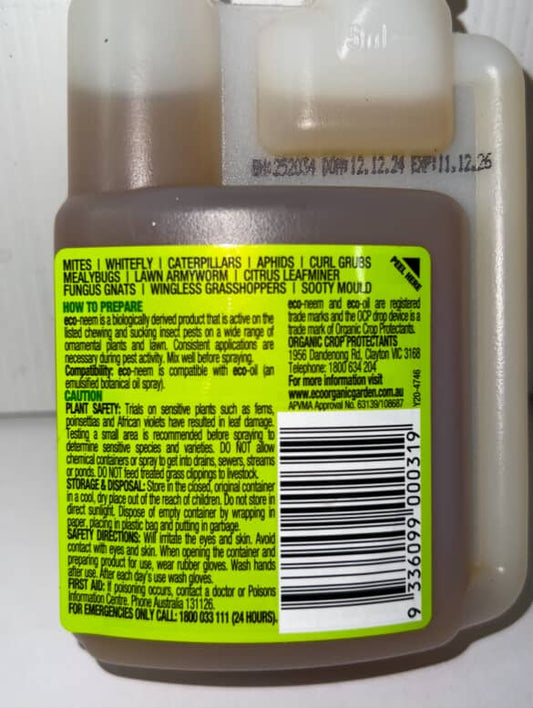 5ml
BN:252034 DOM:12.12.24 EXP:11.12.26
MITES | WHITEFLY | CATERPILLARS | APHIDS | CURL GRUBS
MEALYBUGS | LAWN ARMYWORM | CITRUS LEAFMINER
FUNGUS GNATS | WINGLESS GRASSHOPPERS | SOOTY MOULD
PEEL HERE
HOW TO PREPARE
eco-neem is a biologically derived product that is active on the
listed chewing and sucking insect pests on a wide range of
ornamental plants and lawn. Consistent applications are
necessary during pest activity. Mix well before spraying.
Compatibility: eco-neem is compatible with eco-oil (an
emulsified botanical oil spray).
CAUTION
PLANT SAFETY: Trials on sensitive plants such as ferns,
poinsettias and African violets have resulted in leaf damage.
Testing a small area is recommended before spraying to
determine sensitive species and varieties. DO NOT allow
chemical containers or spray to get into drains, sewers, streams
or ponds. DO NOT feed treated grass clippings to livestock.
STORAGE & DISPOSAL: Store in the closed, original container
in a cool, dry place out of the reach of children. Do not store in
direct sunlight. Dispose of empty container by wrapping in
paper, placing in plastic bag and putting in garbage.
SAFETY DIRECTIONS: Will irritate the eyes and skin. Avoid
contact with eyes and skin. When opening the container and
preparing product for use, wear rubber gloves. Wash hands
after use. After each day's use wash gloves.
FIRST AID: If poisoning occurs, contact a doctor or Poisons
Information Centre. Phone Australia 131126.
FOR EMERGENCIES ONLY CALL: 1800 033 111 (24 HOURS).
eco-neem and eco-oil are registered
trade marks and the OCP drop device is a
trade mark of Organic Crop Protectants.
ORGANIC CROP PROTECTANTS
1956 Dandenong Rd, Clayton VIC 3168
Telephone: 1800 634 204
For more information visit
www.ecoorganicgarden.com.au
APVMA Approval No. 63139/108687
T20-4746
9 336099 000319